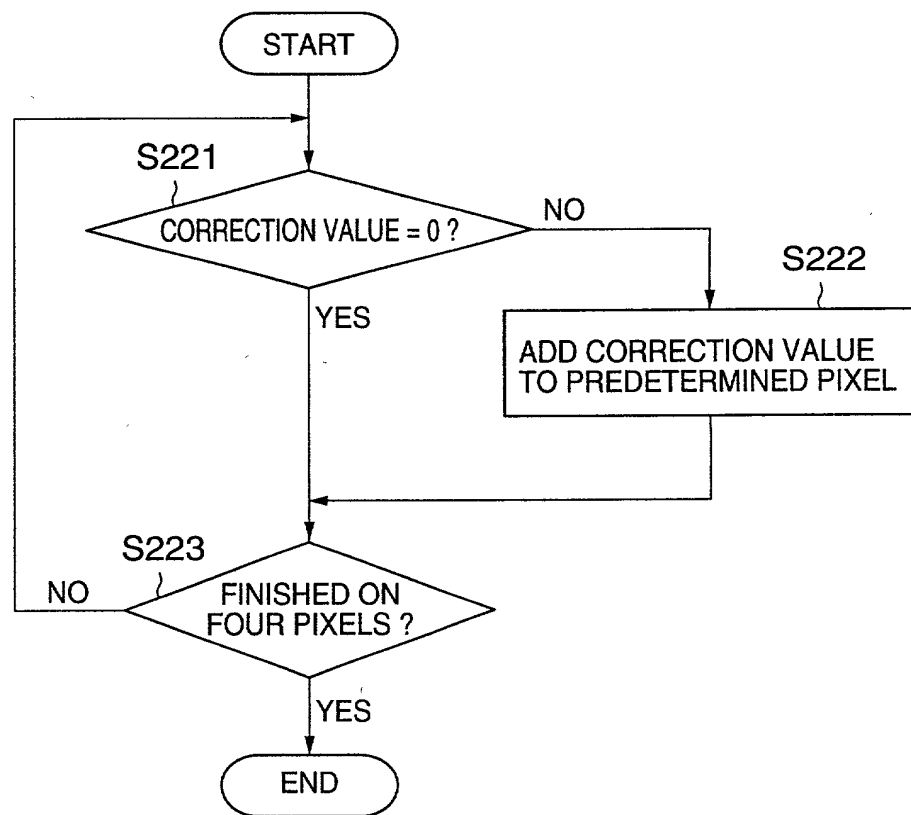 START
S221
CORRECTION VALUE = 0 ?
NO
YES
S222
ADD CORRECTION VALUE
TO PREDETERMINED PIXEL
S223
NO
FINISHED ON
FOUR PIXELS ?
YES
END